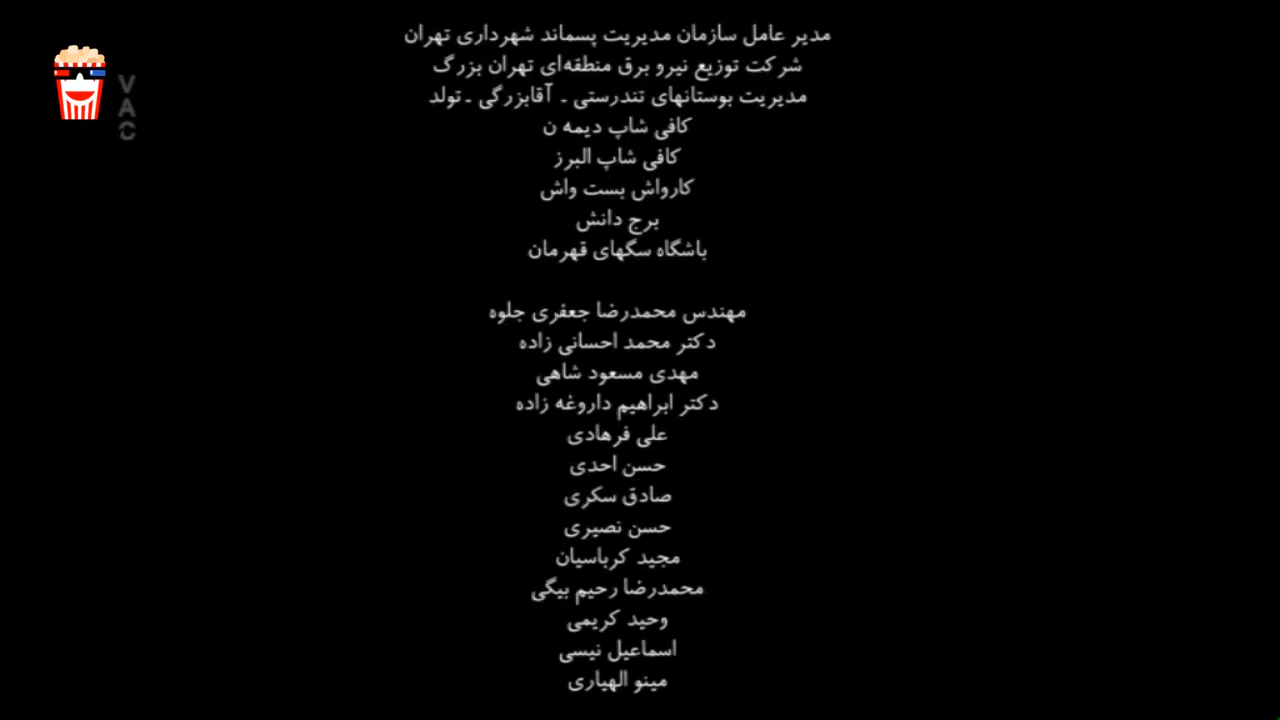 VAC
مدیر عامل سازمان مدیریت پسماند شهرداری تهران
شرکت توزیع نیرو برق منطقه‌ای تهران بزرگ
مدیریت بوستانهای تندرستی ـ آقابزرگی ـ تولد
کافی شاپ دیمه ن
کافی شاپ البرز
کارواش بست واش
برج دانش
باشگاه سگهای قهرمان
مهندس محمدرضا جعفری جلوه
دکتر محمد احسانی زاده
مهدی مسعود شاهی
دکتر ابراهیم داروغه زاده
علی فرهادی
حسن احدی
صادق سکری
حسن نصیری
مجید کرباسیان
محمدرضا رحیم بیگی
وحید کریمی
اسماعیل نیسی
مینو الهیاری